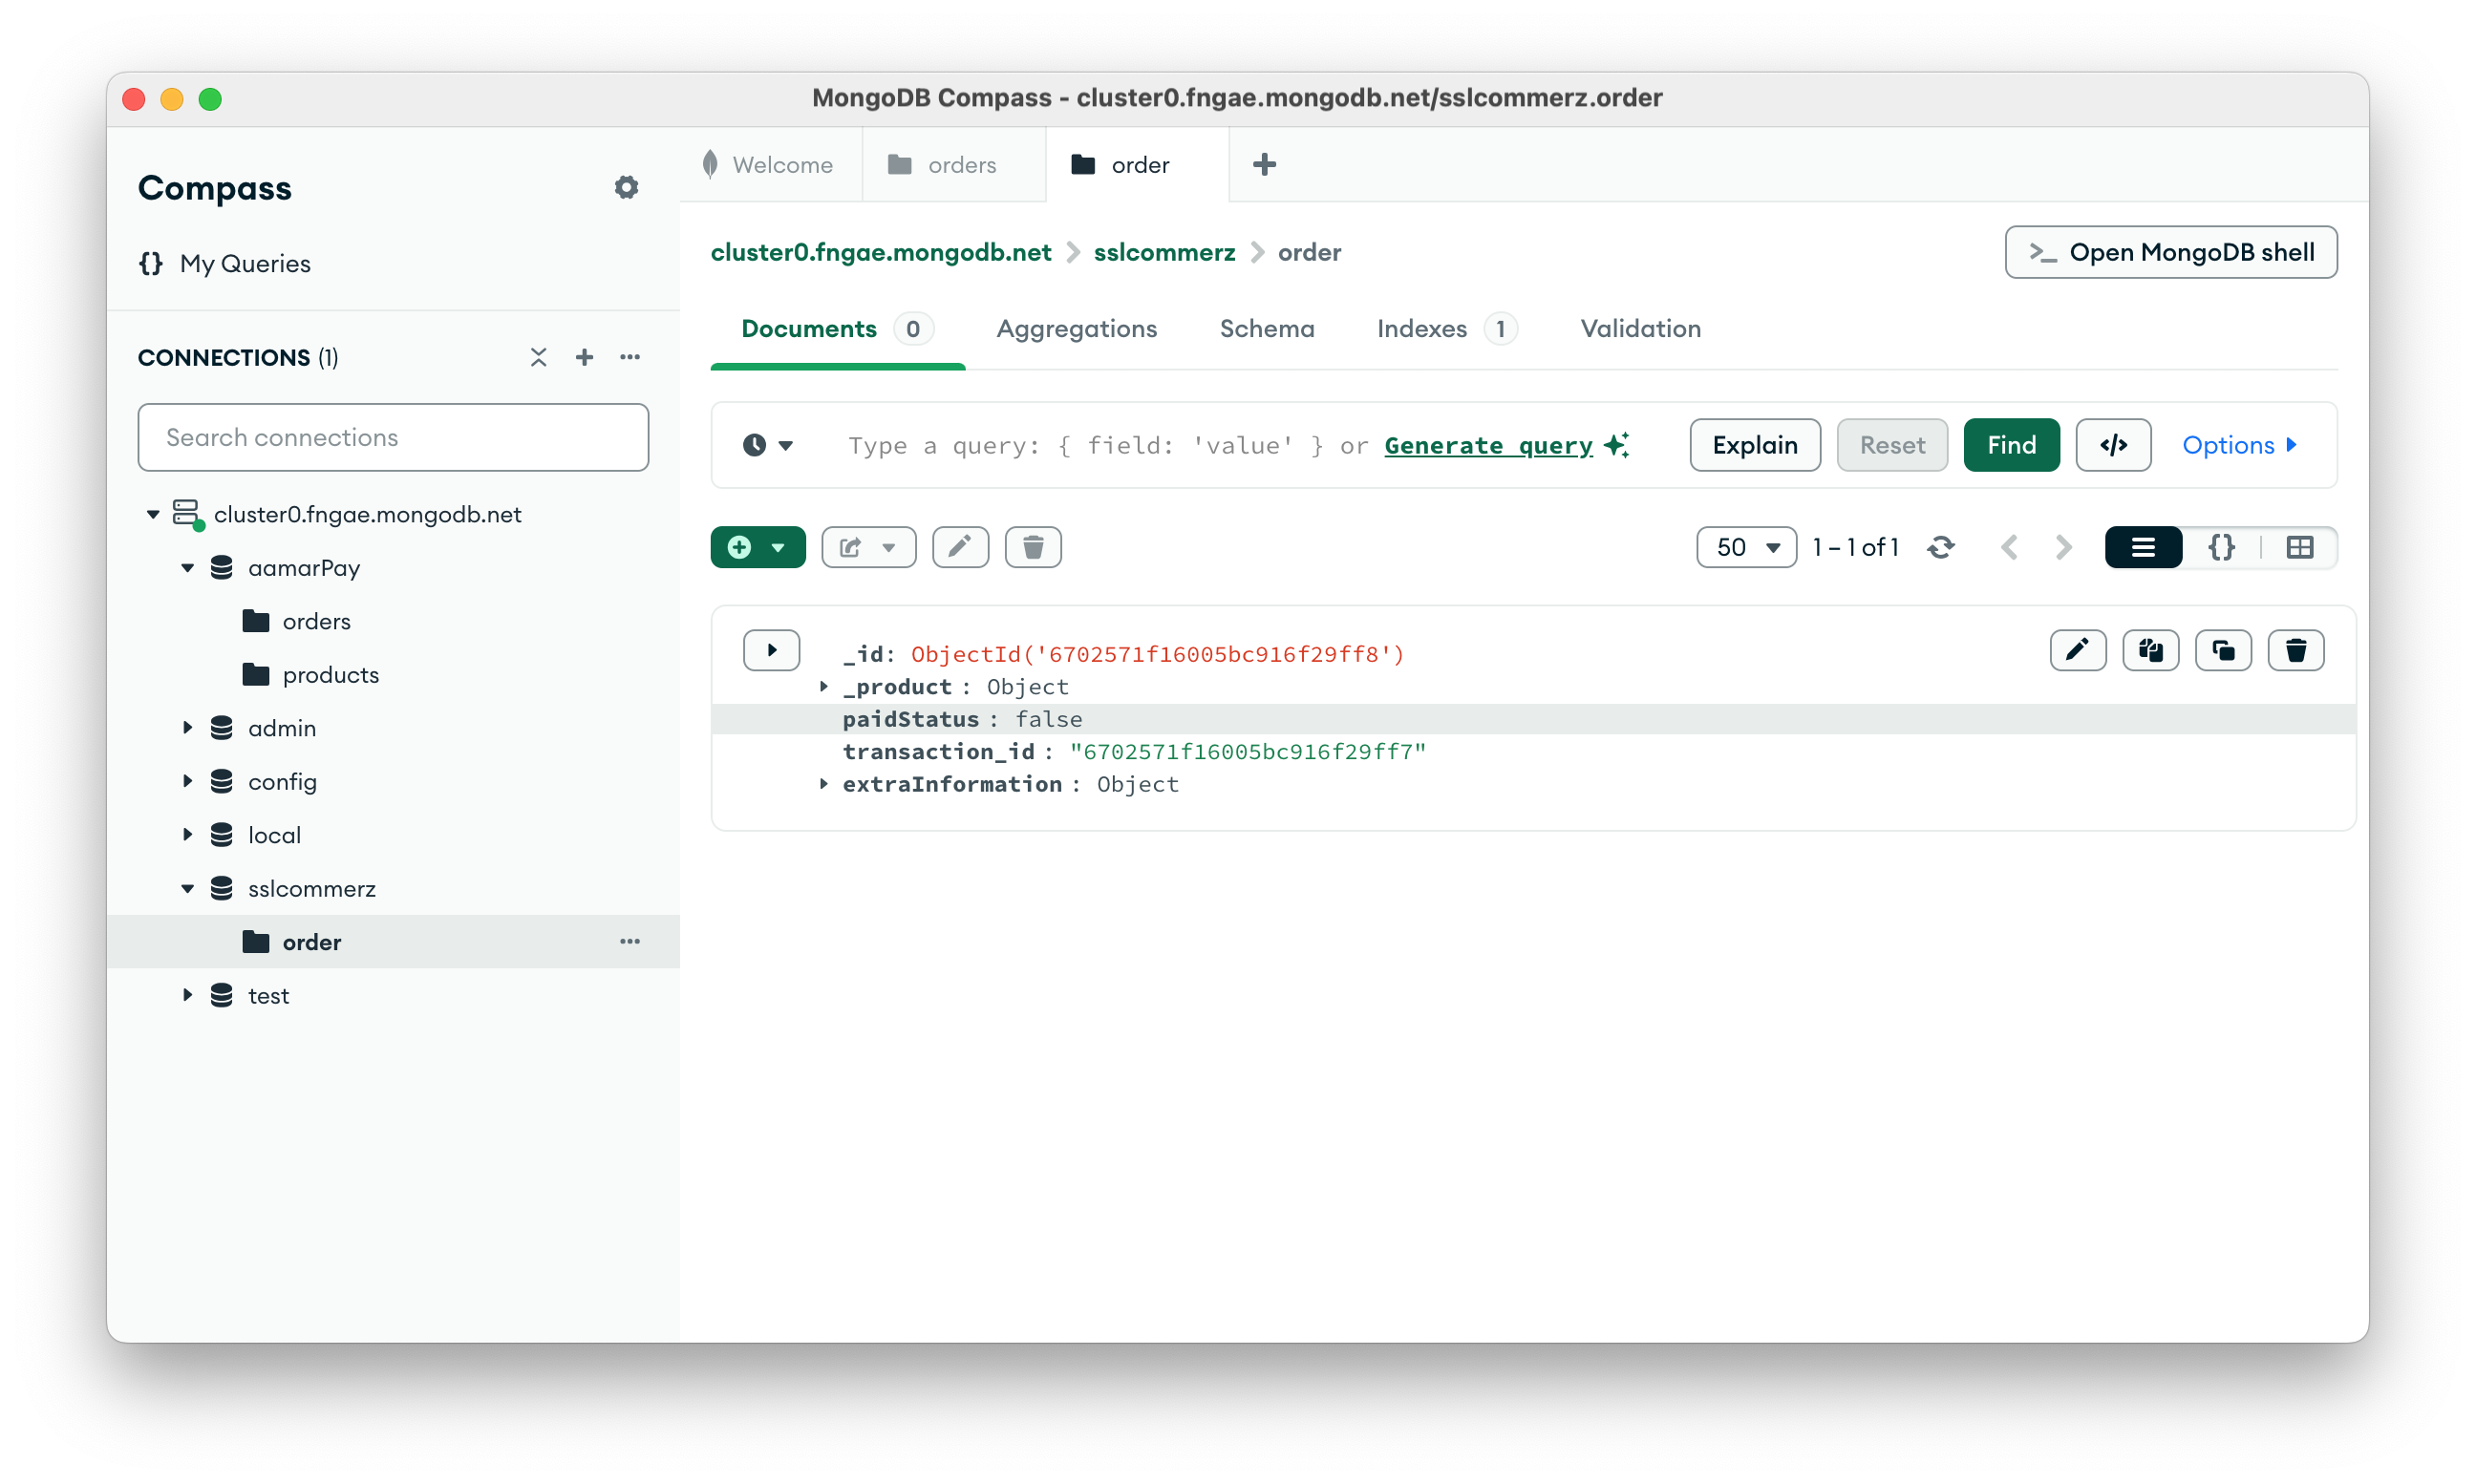 MongoDB Compass - cluster0.fngae.mongodb.net/sslcommerz.order
Compass
{} My Queries
CONNECTIONS (1)
Search connections
cluster0.fngae.mongodb.net
aamarPay
orders
products
admin
config
local
sslcommerz
order
test
Welcome
orders
order
cluster0.fngae.mongodb.net > sslcommerz > order
>_ Open MongoDB shell
Documents 0
Aggregations
Schema
Indexes 1
Validation
Type a query: { field: 'value' } or Generate query
Explain
Reset
Find
</>
Options
50
1 – 1 of 1
{}
_id: ObjectId('6702571f16005bc916f29ff8')
_product : Object
paidStatus : false
transaction_id : "6702571f16005bc916f29ff7"
extraInformation : Object